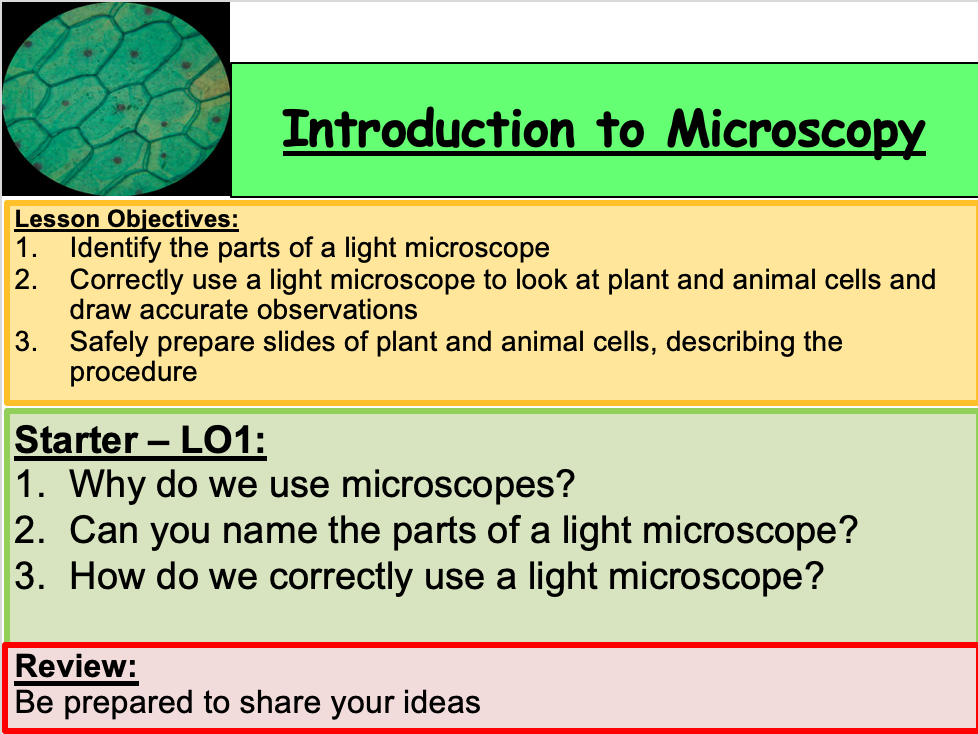 Introduction to Microscopy
Lesson Objectives:
1. Identify the parts of a light microscope
2. Correctly use a light microscope to look at plant and animal cells and
draw accurate observations
3. Safely prepare slides of plant and animal cells, describing the
procedure
Starter – LO1:
1. Why do we use microscopes?
2. Can you name the parts of a light microscope?
3. How do we correctly use a light microscope?
Review:
Be prepared to share your ideas